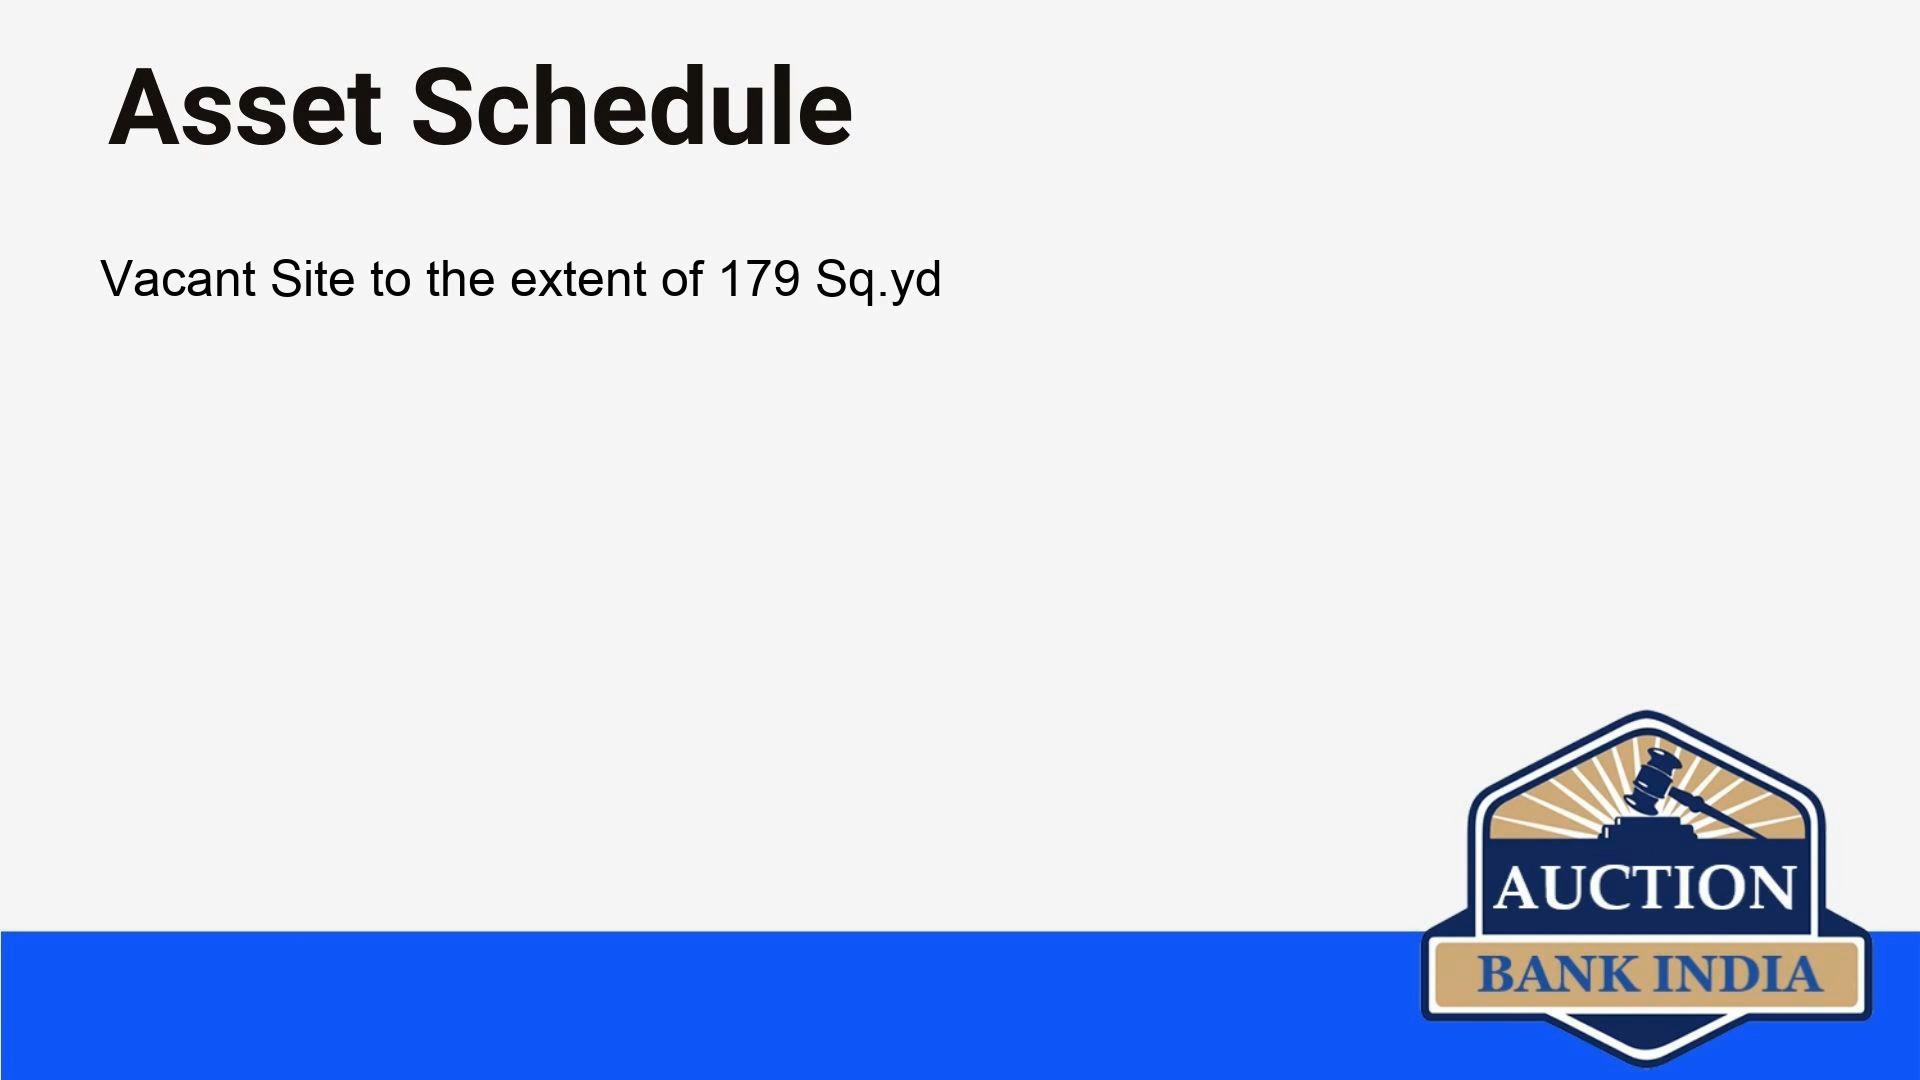 Asset Schedule
Vacant Site to the extent of 179 Sq.yd
AUCTION
BANK INDIA